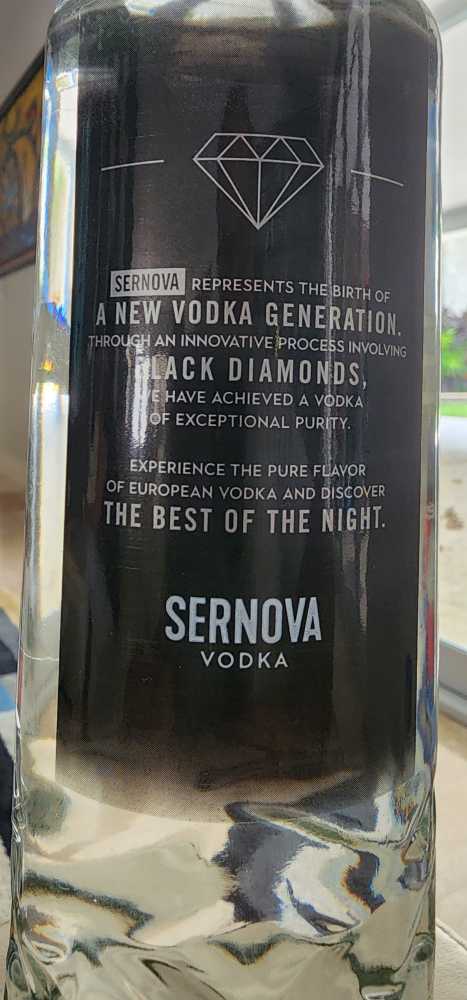 SERNOVA REPRESENTS THE BIRTH OF
A NEW VODKA GENERATION.
THROUGH AN INNOVATIVE PROCESS INVOLVING
BLACK DIAMONDS,
WE HAVE ACHIEVED A VODKA
OF EXCEPTIONAL PURITY.
EXPERIENCE THE PURE FLAVOR
OF EUROPEAN VODKA AND DISCOVER
THE BEST OF THE NIGHT.
SERNOVA
VODKA